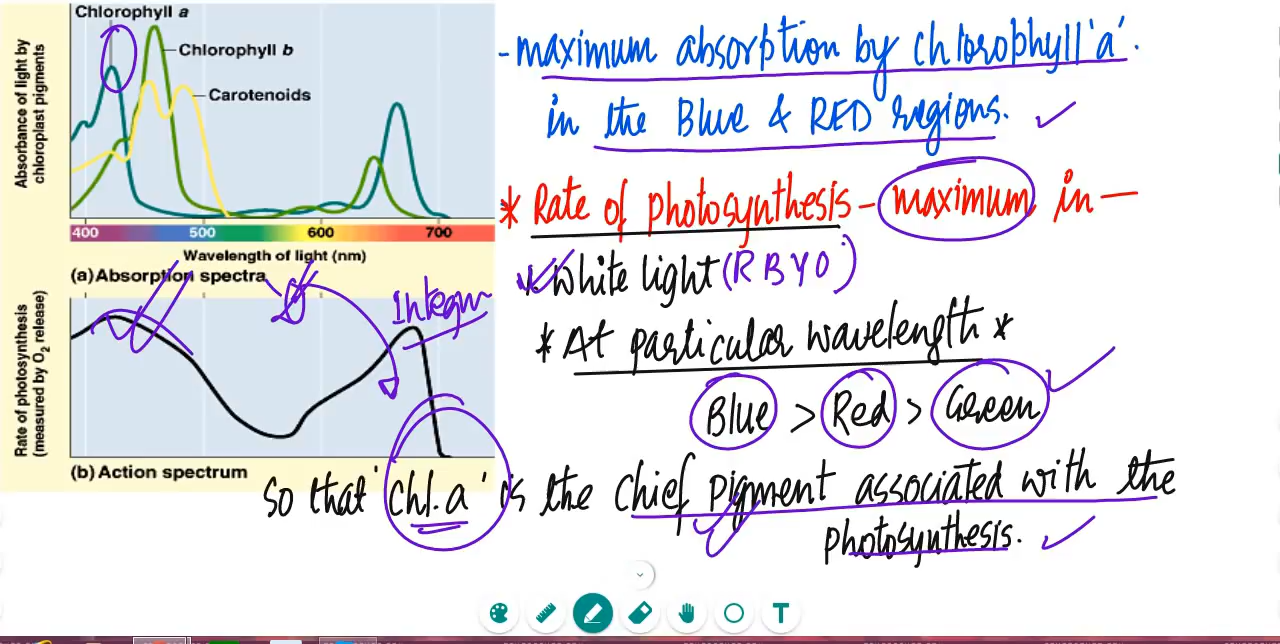 Chlorophyll a
Chlorophyll b
Carotenoids
Absorbance of light by
chloroplast pigments
400 500 600 700
Wavelength of light (nm)
(a) Absorption spectra
Rate of photosynthesis
(measured by O₂ release)
(b) Action spectrum
- maximum absorption by chlorophyll 'a'.
in the Blue & RED regions.
* Rate of photosynthesis - maximum in —
White light (RBYO)
* At particular wavelength *
Blue > Red > Green
So that 'chl.a' is the chief pigment associated with the
photosynthesis.
T